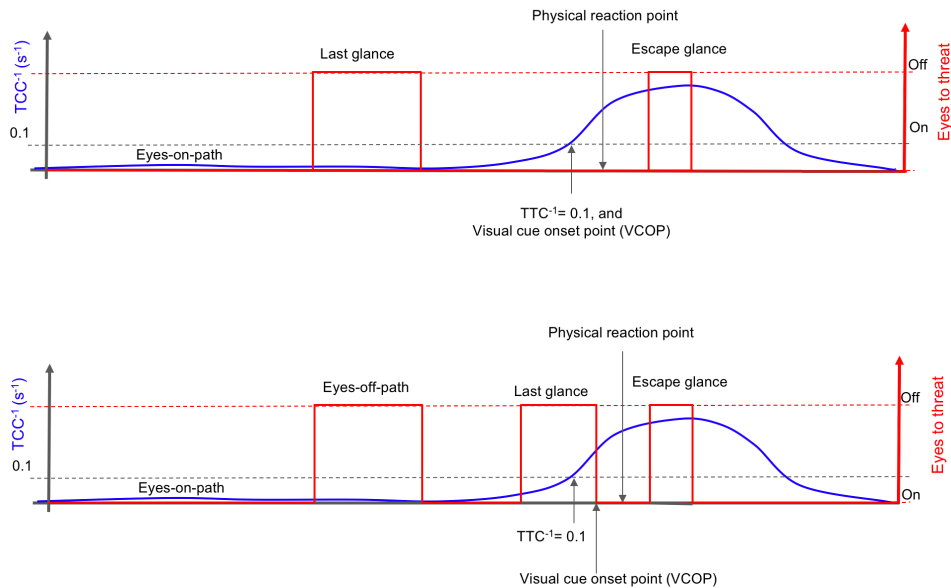 Physical reaction point
Last glance
Escape glance
Off
TCC-1 (s-1)
Eyes to threat
0.1
On
Eyes-on-path
TTC-1= 0.1, and
Visual cue onset point (VCOP)
Physical reaction point
Eyes-off-path
Last glance
Escape glance
Off
TCC-1 (s-1)
Eyes to threat
0.1
Eyes-on-path
On
TTC-1= 0.1
Visual cue onset point (VCOP)